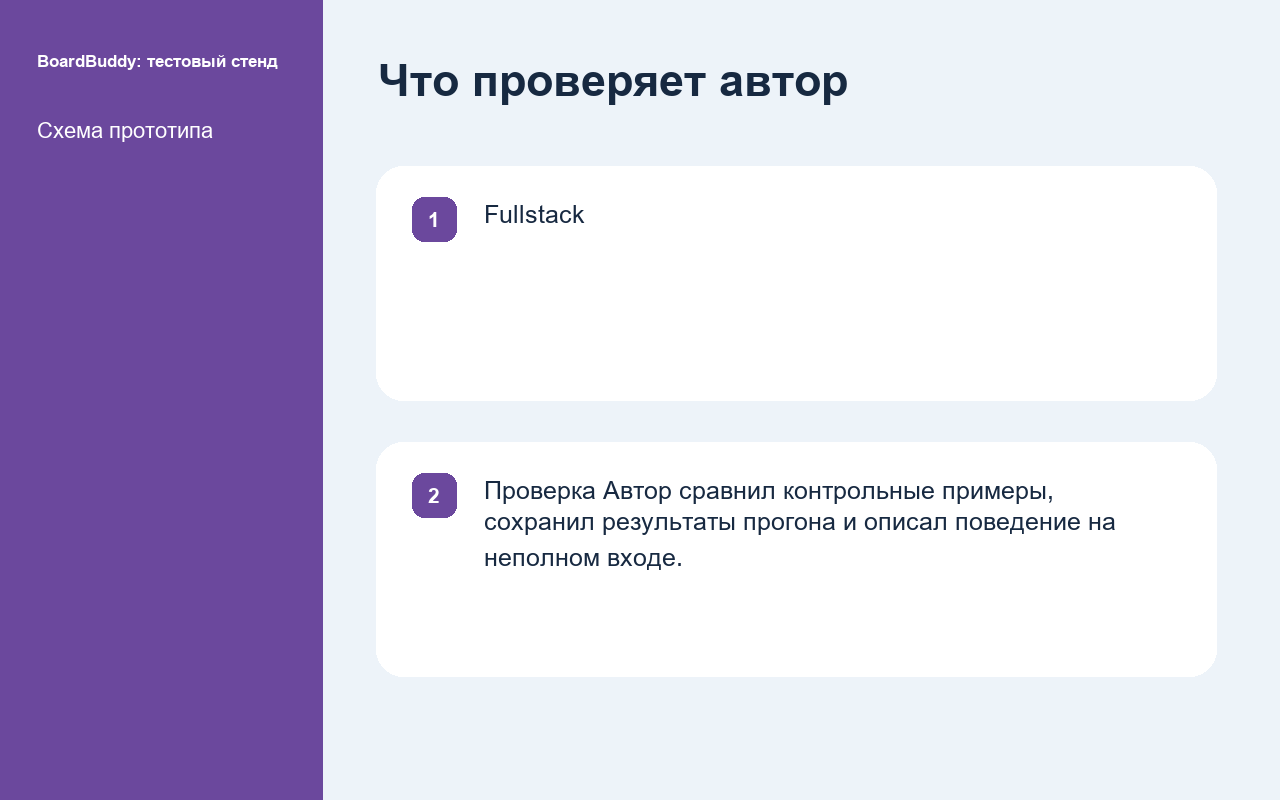 BoardBuddy: тестовый стенд
Схема прототипа
Что проверяет автор
1
Fullstack
2
Проверка Автор сравнил контрольные примеры,
сохранил результаты прогона и описал поведение на
неполном входе.